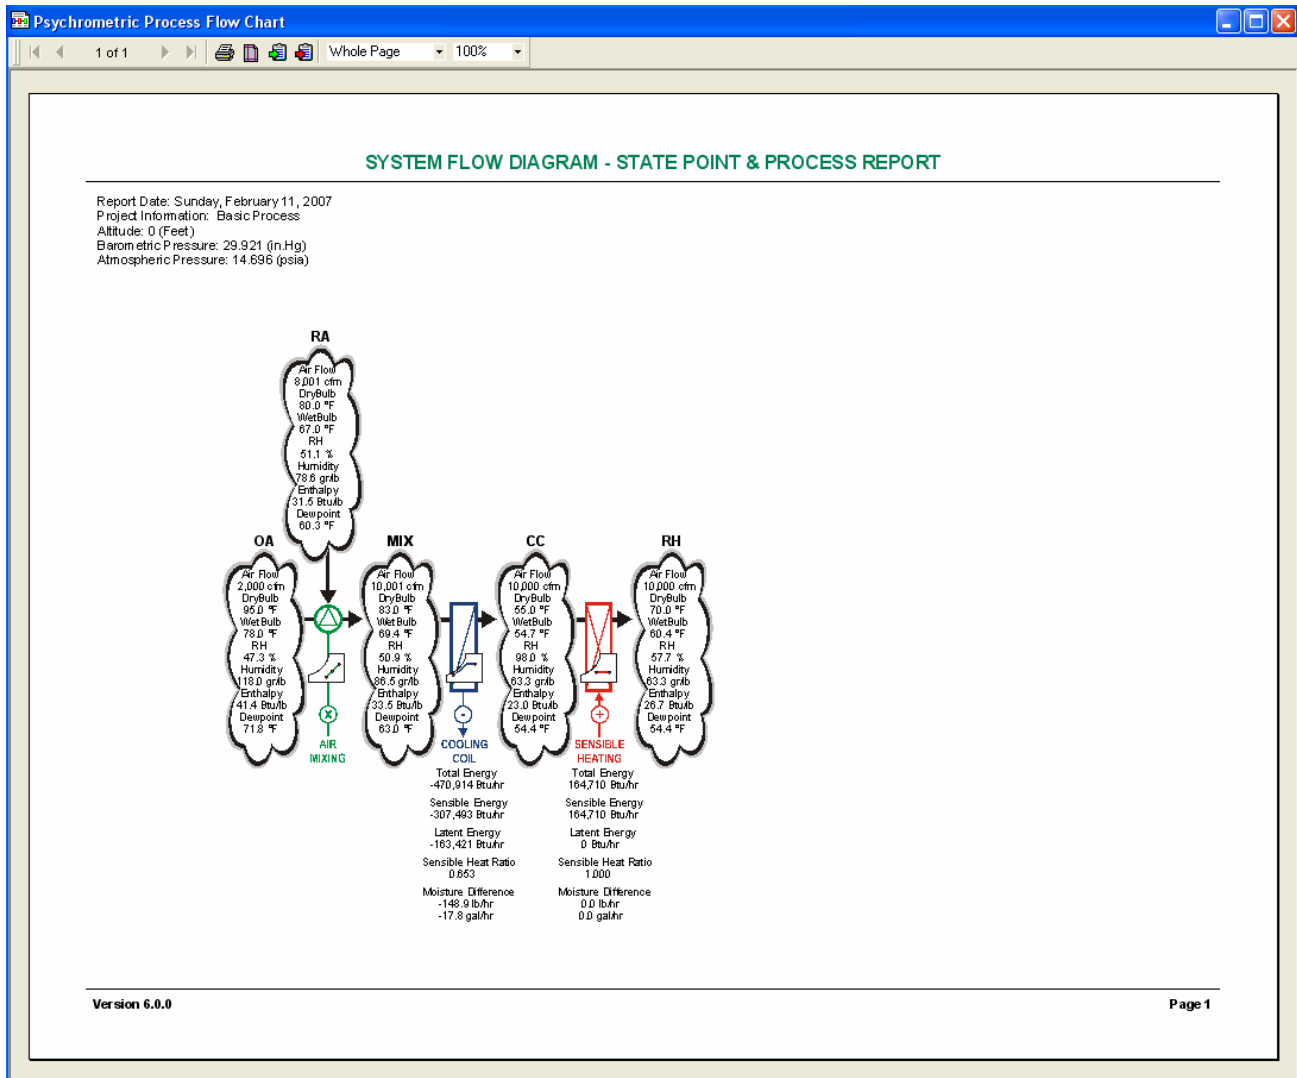 Psychrometric Process Flow Chart
1 of 1
Whole Page
100%
SYSTEM FLOW DIAGRAM - STATE POINT & PROCESS REPORT
Report Date: Sunday, February 11, 2007
Project Information: Basic Process
Altitude: 0 (Feet)
Barometric Pressure: 29.921 (in.Hg)
Atmospheric Pressure: 14.696 (psia)
RA
Air Flow
8,001 cfm
DryBulb
80.0 °F
WetBulb
67.0 °F
RH
51.1 %
Humidity
78.6 gr/lb
Enthalpy
31.5 Btu/lb
Dewpoint
60.3 °F
OA
Air Flow
2,000 cfm
DryBulb
95.0 °F
WetBulb
78.0 °F
RH
47.3 %
Humidity
118.0 gr/lb
Enthalpy
41.4 Btu/lb
Dewpoint
71.8 °F
AIR
MIXING
MIX
Air Flow
10,001 cfm
DryBulb
83.0 °F
WetBulb
69.4 °F
RH
50.9 %
Humidity
86.5 gr/lb
Enthalpy
33.5 Btu/lb
Dewpoint
63.0 °F
COOLING
COIL
Total Energy
-470,914 Btu/hr
Sensible Energy
-307,493 Btu/hr
Latent Energy
-163,421 Btu/hr
Sensible Heat Ratio
0.653
Moisture Difference
-148.9 lb/hr
-17.8 gal/hr
CC
Air Flow
10,000 cfm
DryBulb
55.0 °F
WetBulb
54.7 °F
RH
98.0 %
Humidity
63.3 gr/lb
Enthalpy
23.0 Btu/lb
Dewpoint
54.4 °F
SENSIBLE
HEATING
Total Energy
164,710 Btu/hr
Sensible Energy
164,710 Btu/hr
Latent Energy
0 Btu/hr
Sensible Heat Ratio
1.000
Moisture Difference
0.0 lb/hr
0.0 gal/hr
RH
Air Flow
10,000 cfm
DryBulb
70.0 °F
WetBulb
60.4 °F
RH
57.7 %
Humidity
63.3 gr/lb
Enthalpy
26.7 Btu/lb
Dewpoint
54.4 °F
Version 6.0.0
Page 1